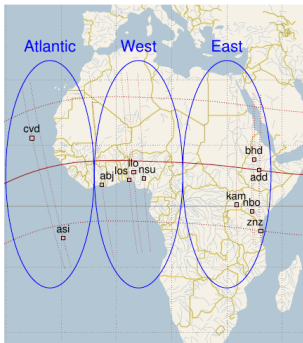 Atlantic West East
cvd
bhd
llo
los nsu
add
abj
kam
nbo
asi
znz